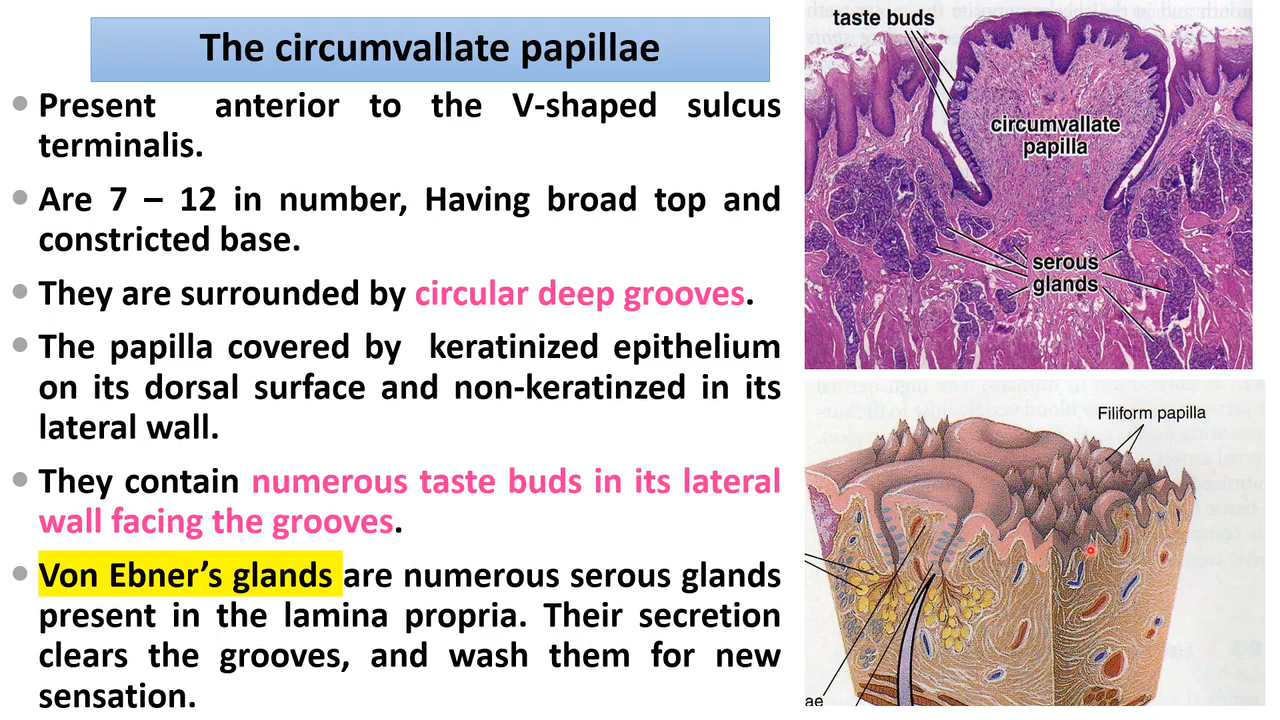 The circumvallate papillae
Present anterior to the V-shaped sulcus
terminalis.
Are 7 – 12 in number, Having broad top and
constricted base.
They are surrounded by circular deep grooves.
The papilla covered by keratinized epithelium
on its dorsal surface and non-keratinzed in its
lateral wall.
They contain numerous taste buds in its lateral
wall facing the grooves.
Von Ebner’s glands are numerous serous glands
present in the lamina propria. Their secretion
clears the grooves, and wash them for new
sensation.
taste buds
circumvallate
papilla
serous
glands
Filiform papilla
ae